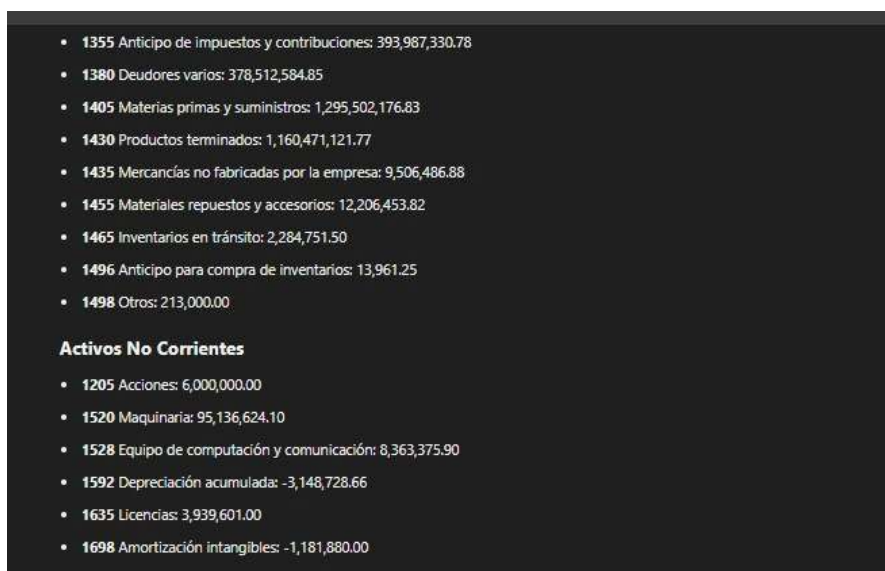 • 1355 Anticipo de impuestos y contribuciones: 393,987,330.78
• 1380 Deudores varios: 378,512,584.85
• 1405 Materias primas y suministros: 1,295,502,176.83
• 1430 Productos terminados: 1,160,471,121.77
• 1435 Mercancías no fabricadas por la empresa: 9,506,486.88
• 1455 Materiales repuestos y accesorios: 12,206,453.82
• 1465 Inventarios en tránsito: 2,284,751.50
• 1496 Anticipo para compra de inventarios: 13,961.25
• 1498 Otros: 213,000.00
Activos No Corrientes
• 1205 Acciones: 6,000,000.00
• 1520 Maquinaria: 95,136,624.10
• 1528 Equipo de computación y comunicación: 8,363,375.90
• 1592 Depreciación acumulada: -3,148,728.66
• 1635 Licencias: 3,939,601.00
• 1698 Amortización intangibles: -1,181,880.00